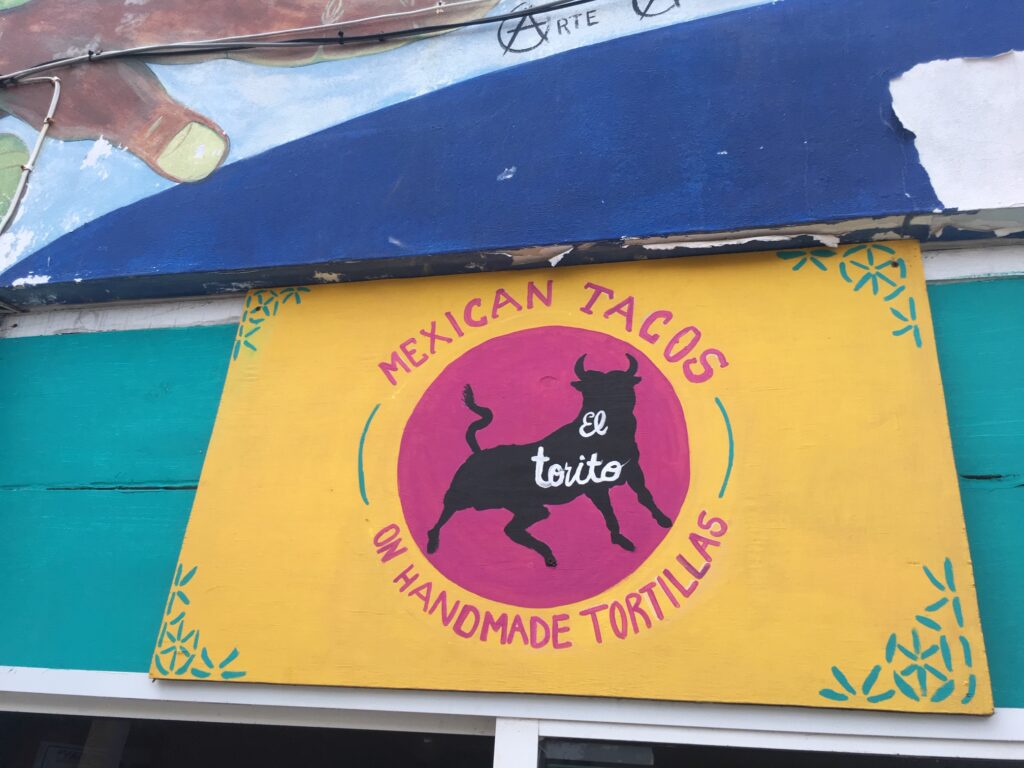 ARTE
MEXICAN TACOS
El
torito
ON HANDMADE TORTILLAS